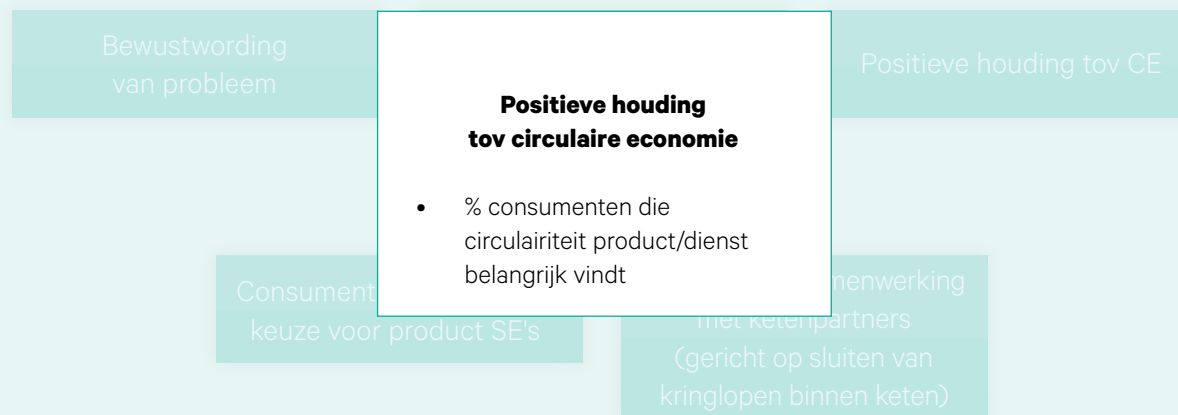 Bewustwording
van probleem
Positieve houding tov CE
Positieve houding
tov circulaire economie
• % consumenten die
circulairiteit product/dienst
belangrijk vindt
Consument
keuze voor product SE's
menwerking
met ketenpartners
(gericht op sluiten van
kringlopen binnen keten)